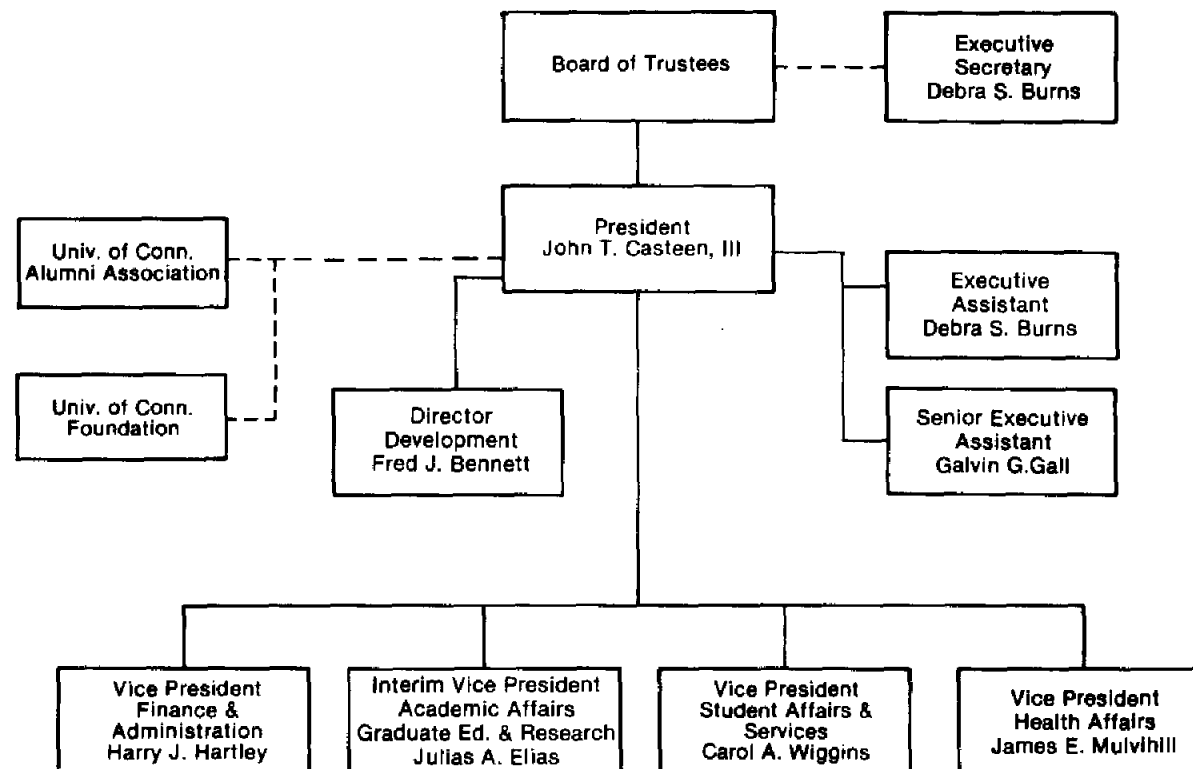 Board of Trustees
Executive
Secretary
Debra S. Burns
President
John T. Casteen, III
Univ. of Conn.
Alumni Association
Executive
Assistant
Debra S. Burns
Univ. of Conn.
Foundation
Director
Development
Fred J. Bennett
Senior Executive
Assistant
Galvin G.Gall
Vice President
Finance &
Administration
Harry J. Hartley
Interim Vice President
Academic Affairs
Graduate Ed. & Research
Julias A. Elias
Vice President
Student Affairs &
Services
Carol A. Wiggins
Vice President
Health Affairs
James E. Mulvihill